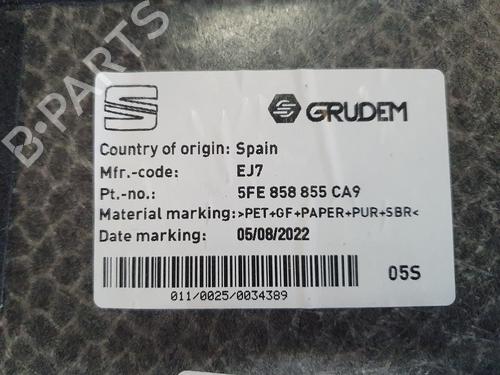 GRUDEM
Country of origin: Spain
Mfr.-code: EJ7
Pt.-no.: 5FE 858 855 CA9
Material marking: >PET+GF+PAPER+PUR+SBR<
Date marking: 05/08/2022
05S
011/0025/0034389
B-PARTS